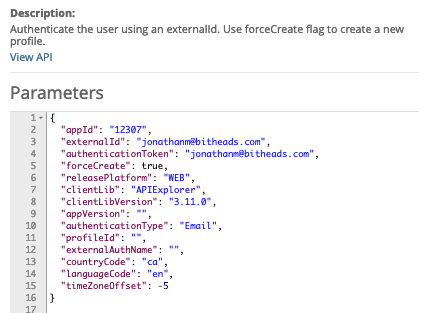 Description:
Authenticate the user using an externalId. Use forceCreate flag to create a new
profile.
View API
Parameters
1 {
2 "appId": "12307",
3 "externalId": "jonathanm@bitheads.com",
4 "authenticationToken": "jonathanm@bitheads.com",
5 "forceCreate": true,
6 "releasePlatform": "WEB",
7 "clientLib": "APIExplorer",
8 "clientLibVersion": "3.11.0",
9 "appVersion": "",
10 "authenticationType": "Email",
11 "profileId": "",
12 "externalAuthName": "",
13 "countryCode": "ca",
14 "languageCode": "en",
15 "timeZoneOffset": -5
16 }
17